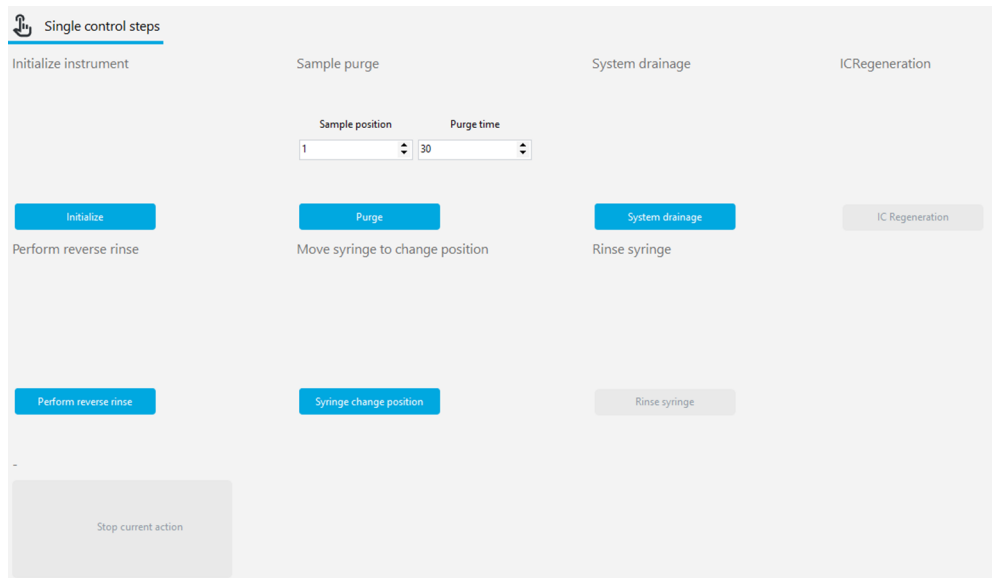 Single control steps
Initialize instrument
Sample purge
System drainage
ICRegeneration
Sample position
Purge time
1
30
Initialize
Purge
System drainage
IC Regeneration
Perform reverse rinse
Move syringe to change position
Rinse syringe
Perform reverse rinse
Syringe change position
Rinse syringe
-
Stop current action